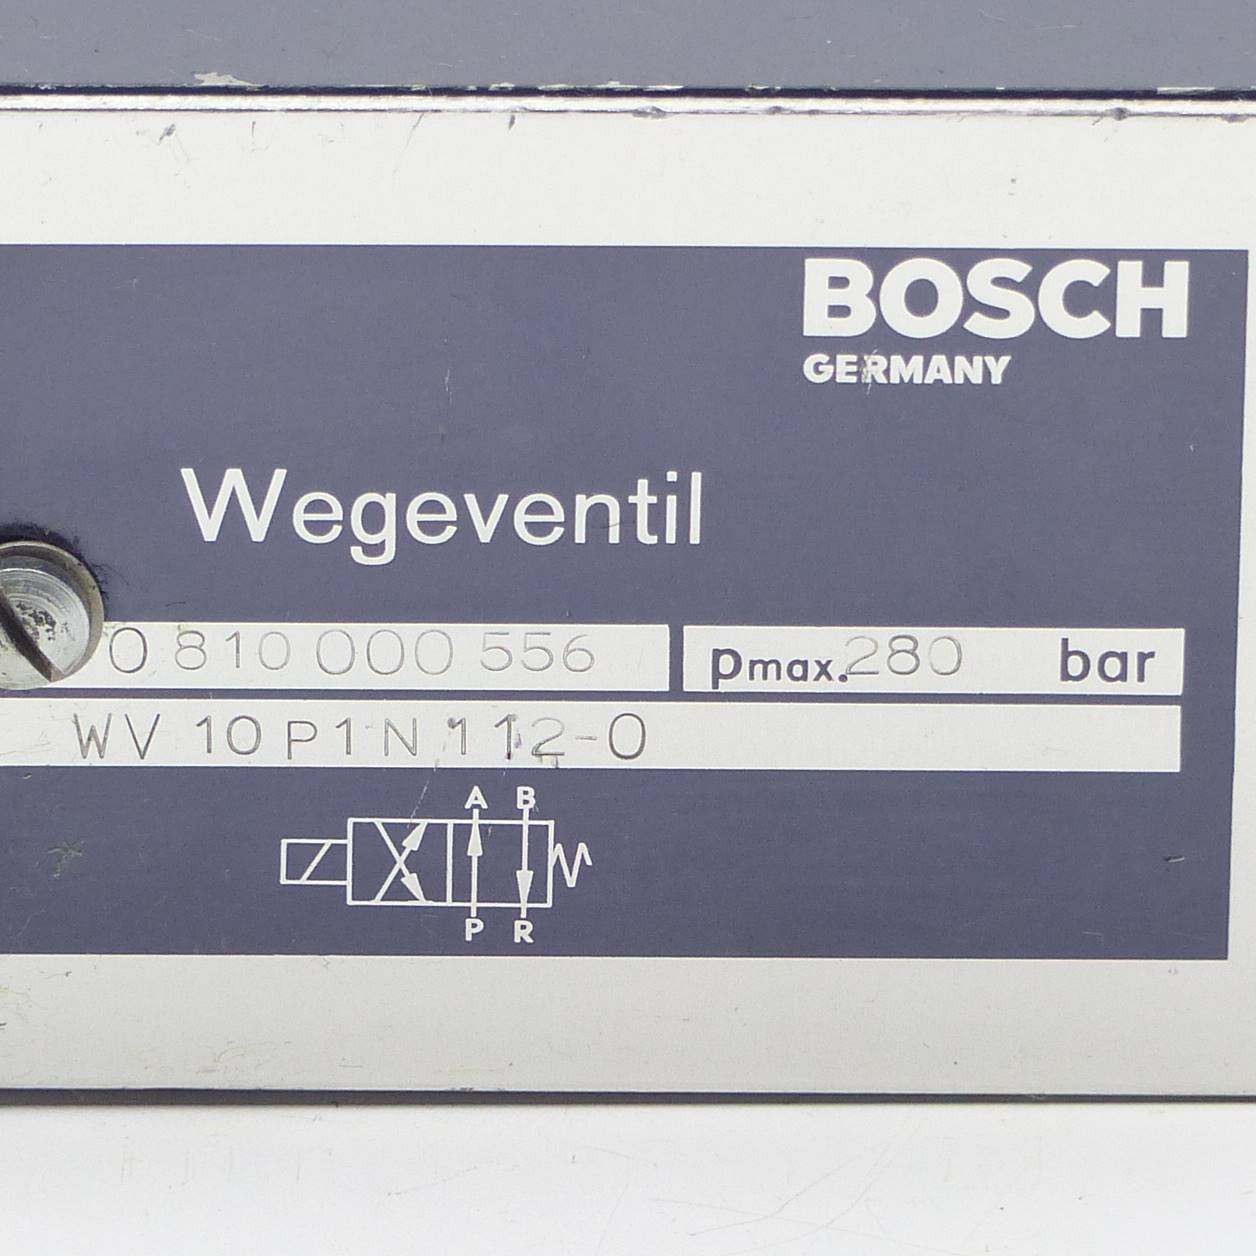 BOSCH
GERMANY
Wegeventil
0 810 000 556 pmax. 280 bar
WV 10 P1 N 112-0
A B
P R